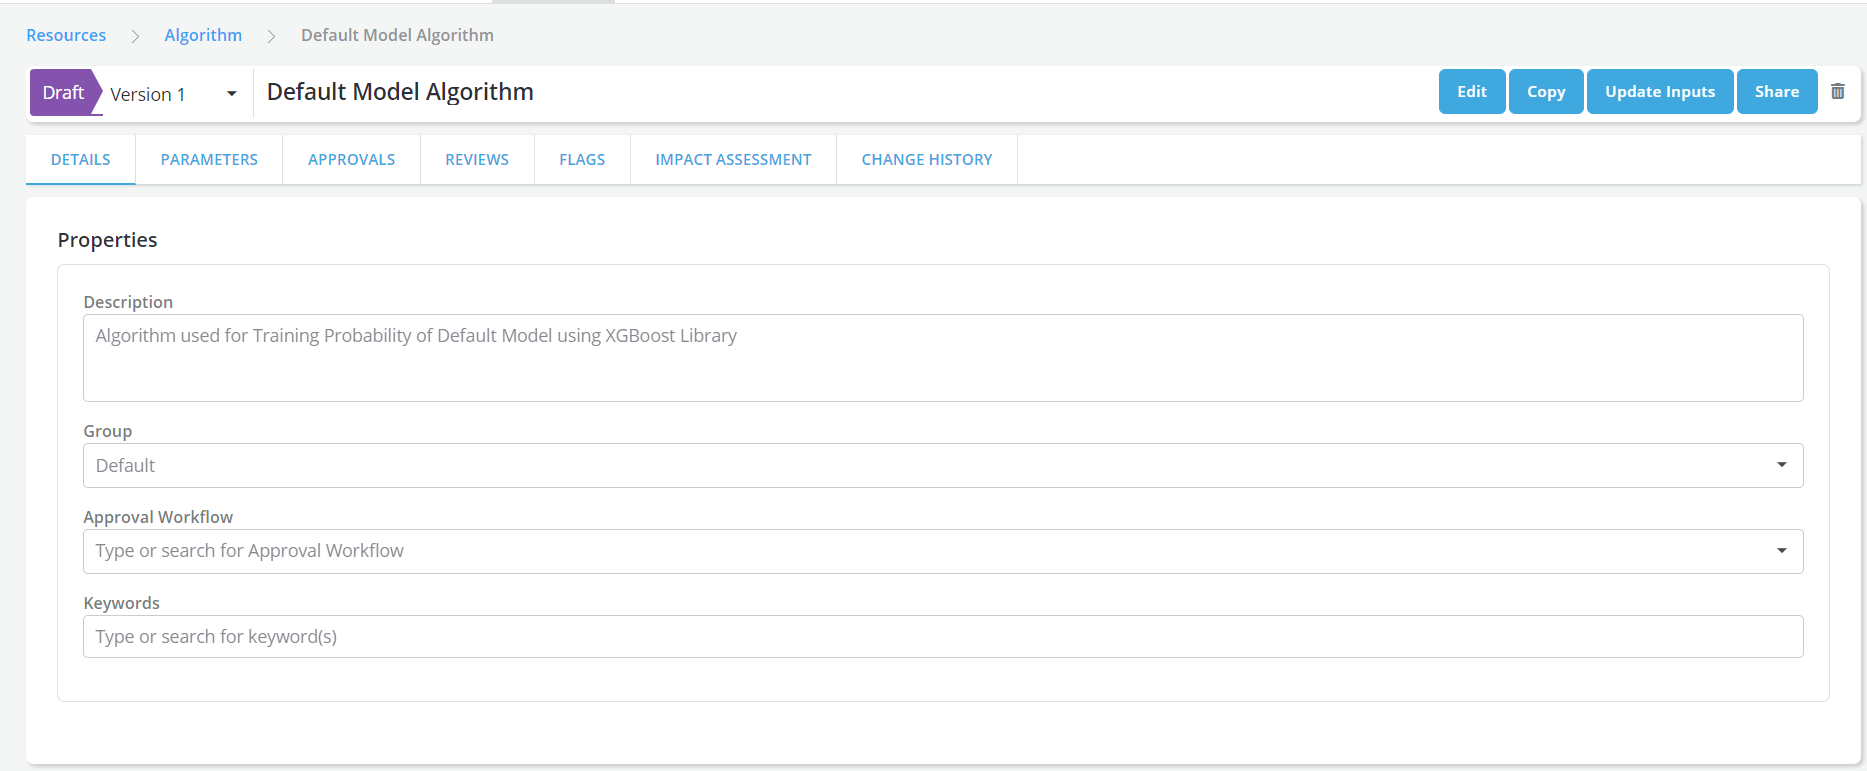 Resources > Algorithm > Default Model Algorithm
Draft Version 1 Default Model Algorithm Edit Copy Update Inputs Share
DETAILS PARAMETERS APPROVALS REVIEWS FLAGS IMPACT ASSESSMENT CHANGE HISTORY
Properties
Description
Algorithm used for Training Probability of Default Model using XGBoost Library
Group
Default
Approval Workflow
Type or search for Approval Workflow
Keywords
Type or search for keyword(s)